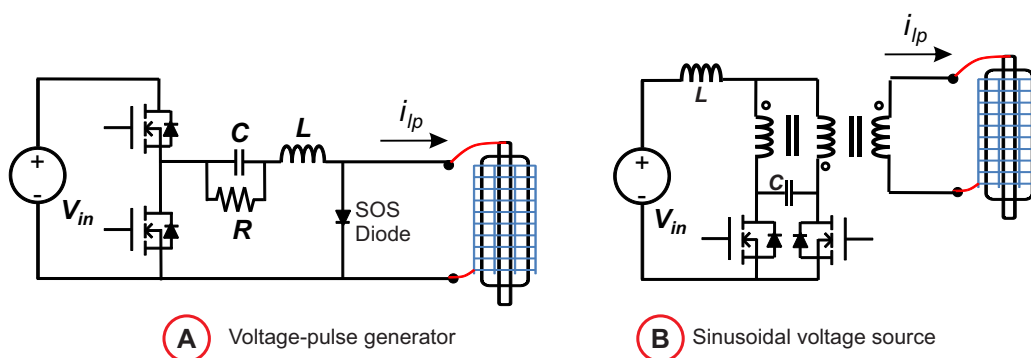 i_lp
i_lp
C
L
L
+
-
V_in
R
SOS
Diode
+
-
V_in
C
A Voltage-pulse generator
B Sinusoidal voltage source